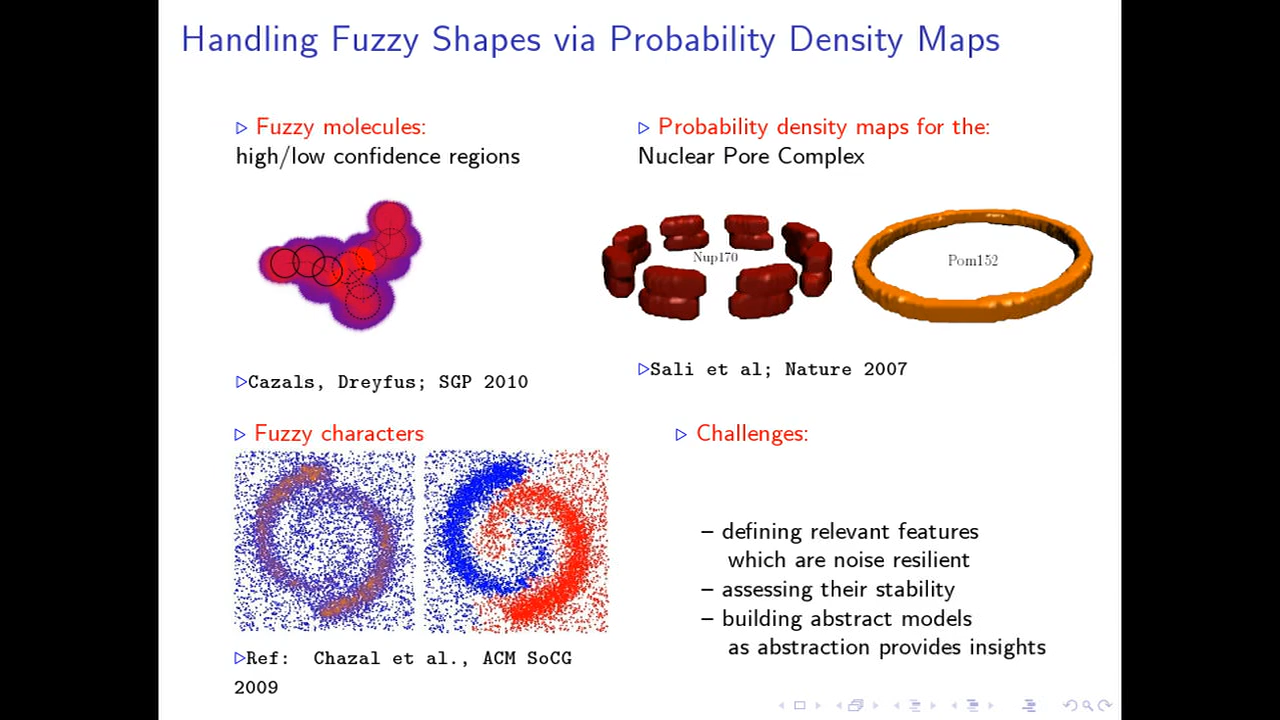 Handling Fuzzy Shapes via Probability Density Maps
▷ Fuzzy molecules:
high/low confidence regions
▷Cazals, Dreyfus; SGP 2010
▷ Probability density maps for the:
Nuclear Pore Complex
Nup170
Pom152
▷Sali et al; Nature 2007
▷ Fuzzy characters
▷Ref: Chazal et al., ACM SoCG
2009
▷ Challenges:
– defining relevant features
which are noise resilient
– assessing their stability
– building abstract models
as abstraction provides insights